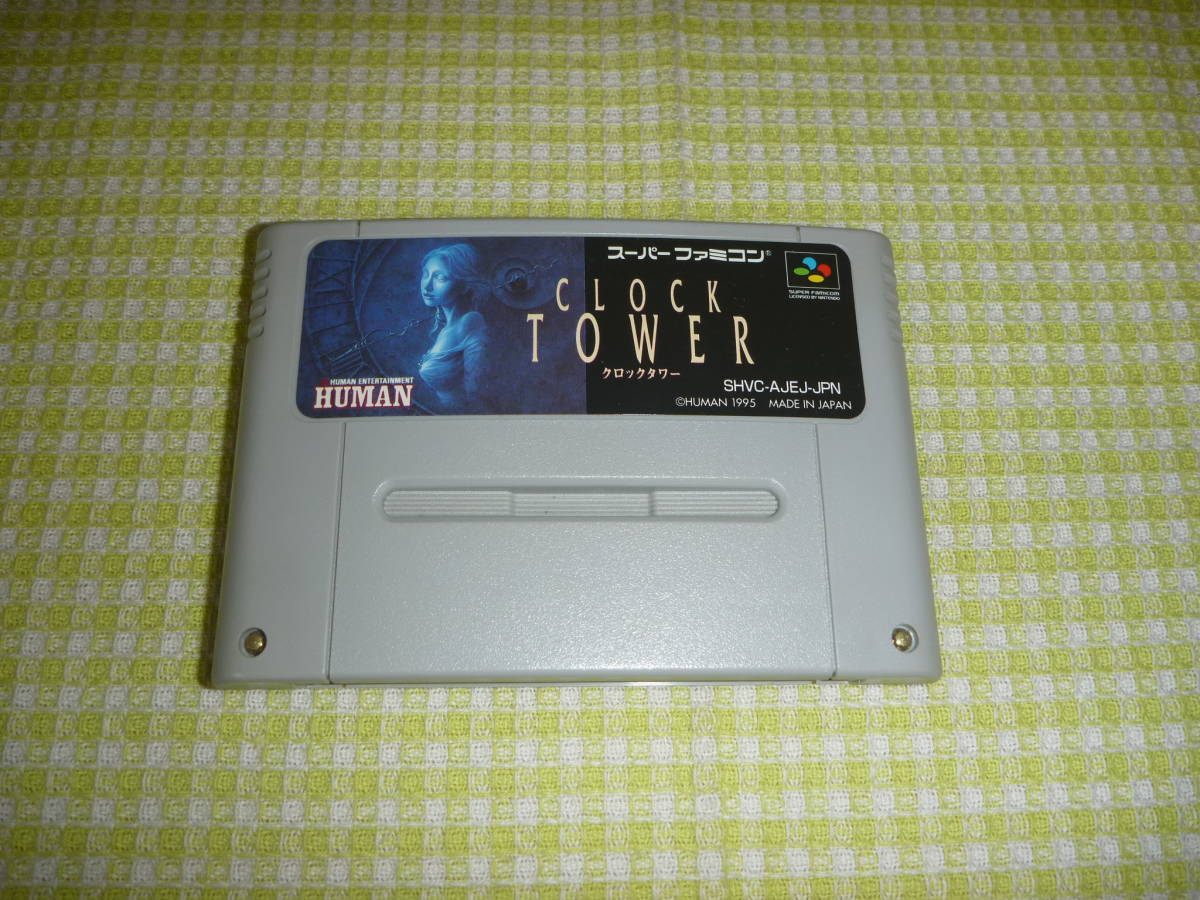 スーパーファミコン®
SUPER FAMICOM
LICENSED BY NINTENDO
CLOCK
TOWER
クロックタワー
HUMAN ENTERTAINMENT
HUMAN
SHVC-AJEJ-JPN
©HUMAN 1995 MADE IN JAPAN